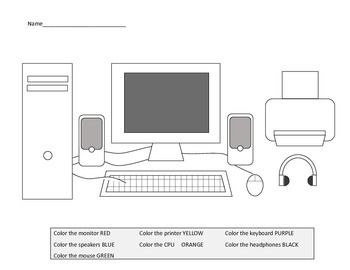 Name________________________
Color the monitor RED Color the printer YELLOW Color the keyboard PURPLE
Color the speakers BLUE Color the CPU ORANGE Color the headphones BLACK
Color the mouse GREEN